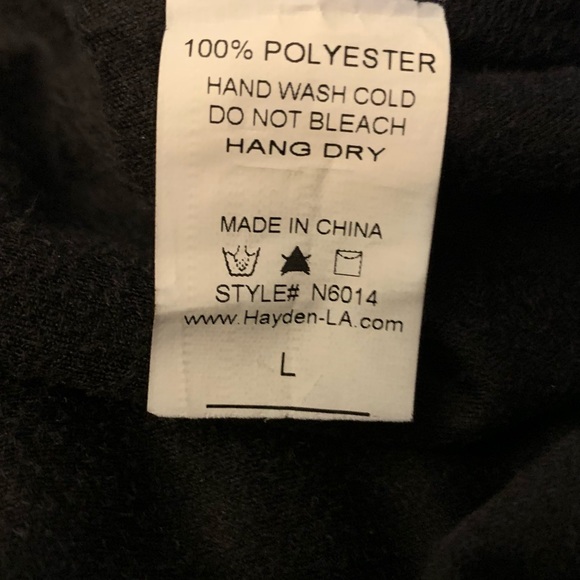 100% POLYESTER
HAND WASH COLD
DO NOT BLEACH
HANG DRY
MADE IN CHINA
STYLE# N6014
www.Hayden-LA.com
L